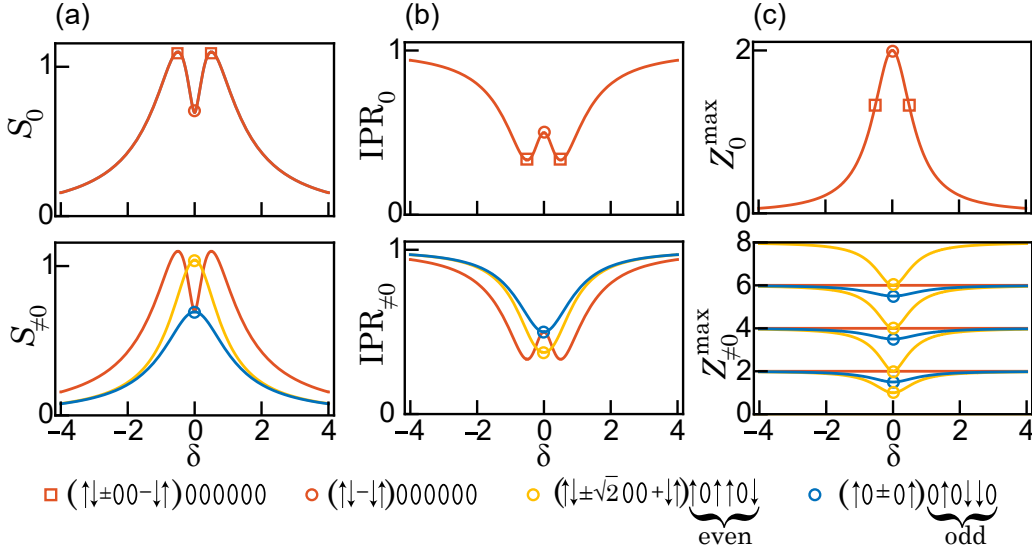 (a) (b) (c)
1 1 2
S₀ IPR₀ Z₀ᵐᵃˣ
0 0 0
1 1 8
6
S≠0 IPR≠0 4 Z≠0ᵐᵃˣ
2
0 0 0
−4 −2 0 2 4 −4 −2 0 2 4 −4 −2 0 2 4
δ δ δ
(↑↓±00−↓↑)000000 (↑↓−↓↑)000000 (↑↓±√2 00+↓↑)↑0↑↑0↓ (↑0±0↑)0↑0↓↓0
even odd